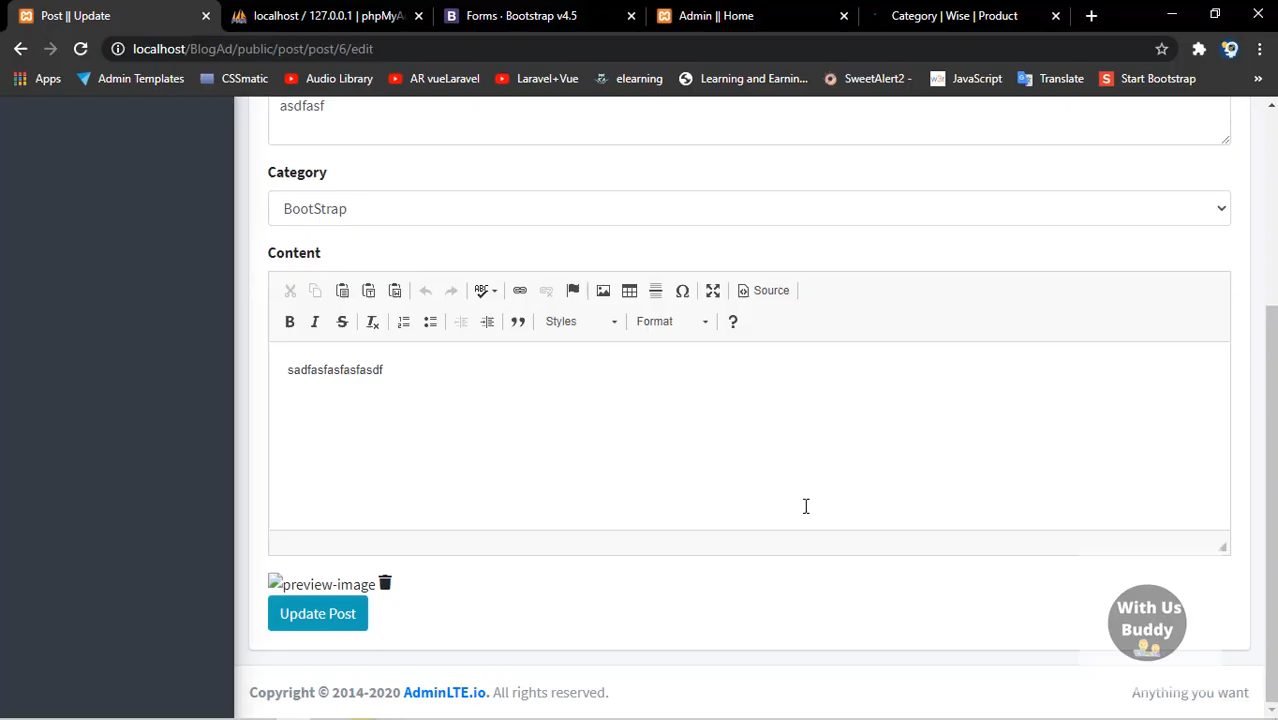 Post || Update
localhost / 127.0.0.1 | phpMyA
Forms · Bootstrap v4.5
Admin || Home
Category | Wise | Product
localhost/BlogAd/public/post/post/6/edit
Apps
Admin Templates
CSSmatic
Audio Library
AR vueLaravel
Laravel+Vue
elearning
Learning and Earnin...
SweetAlert2 -
JavaScript
Translate
Start Bootstrap
»
asdfasf
Category
BootStrap
Content
ABC
Source
B I S Tx
Styles
Format
?
sadfasfasfasfasdf
preview-image
Update Post
With Us
Buddy
Copyright © 2014-2020 AdminLTE.io. All rights reserved.
Anything you want